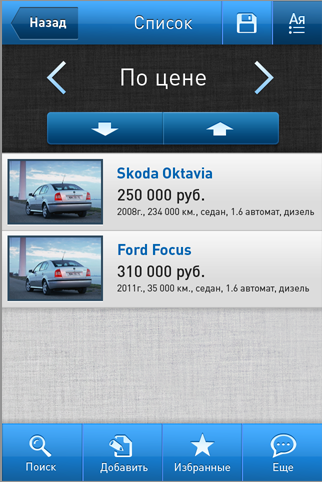 Назад
Список
Ая
По цене
Skoda Oktavia
250 000 руб.
2008г., 234 000 км., седан, 1.6 автомат, дизель
Ford Focus
310 000 руб.
2011г., 35 000 км., седан, 1.6 автомат, дизель
Поиск
Добавить
Избранные
Еще